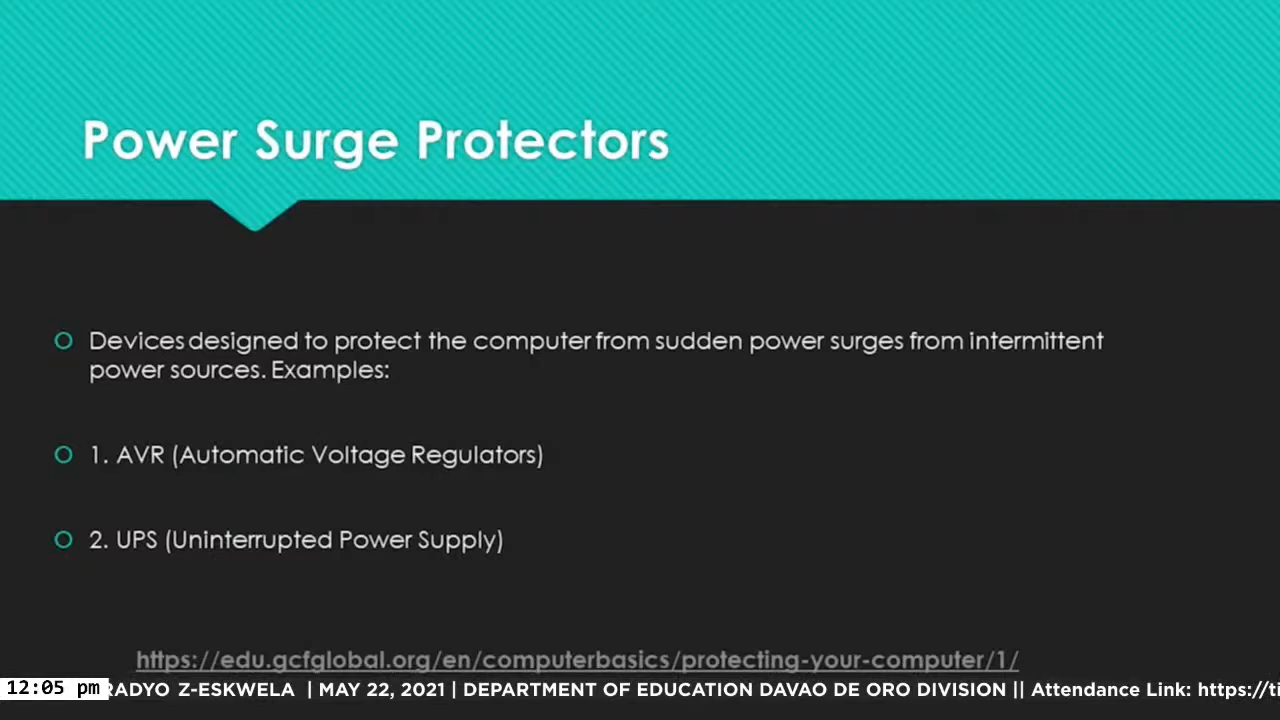 Power Surge Protectors
Devices designed to protect the computer from sudden power surges from intermittent
power sources. Examples:
1. AVR (Automatic Voltage Regulators)
2. UPS (Uninterrupted Power Supply)
https://edu.gcfglobal.org/en/computerbasics/protecting-your-computer/1/
12:05 pm RADYO Z-ESKWELA | MAY 22, 2021 | DEPARTMENT OF EDUCATION DAVAO DE ORO DIVISION || Attendance Link: https://ti